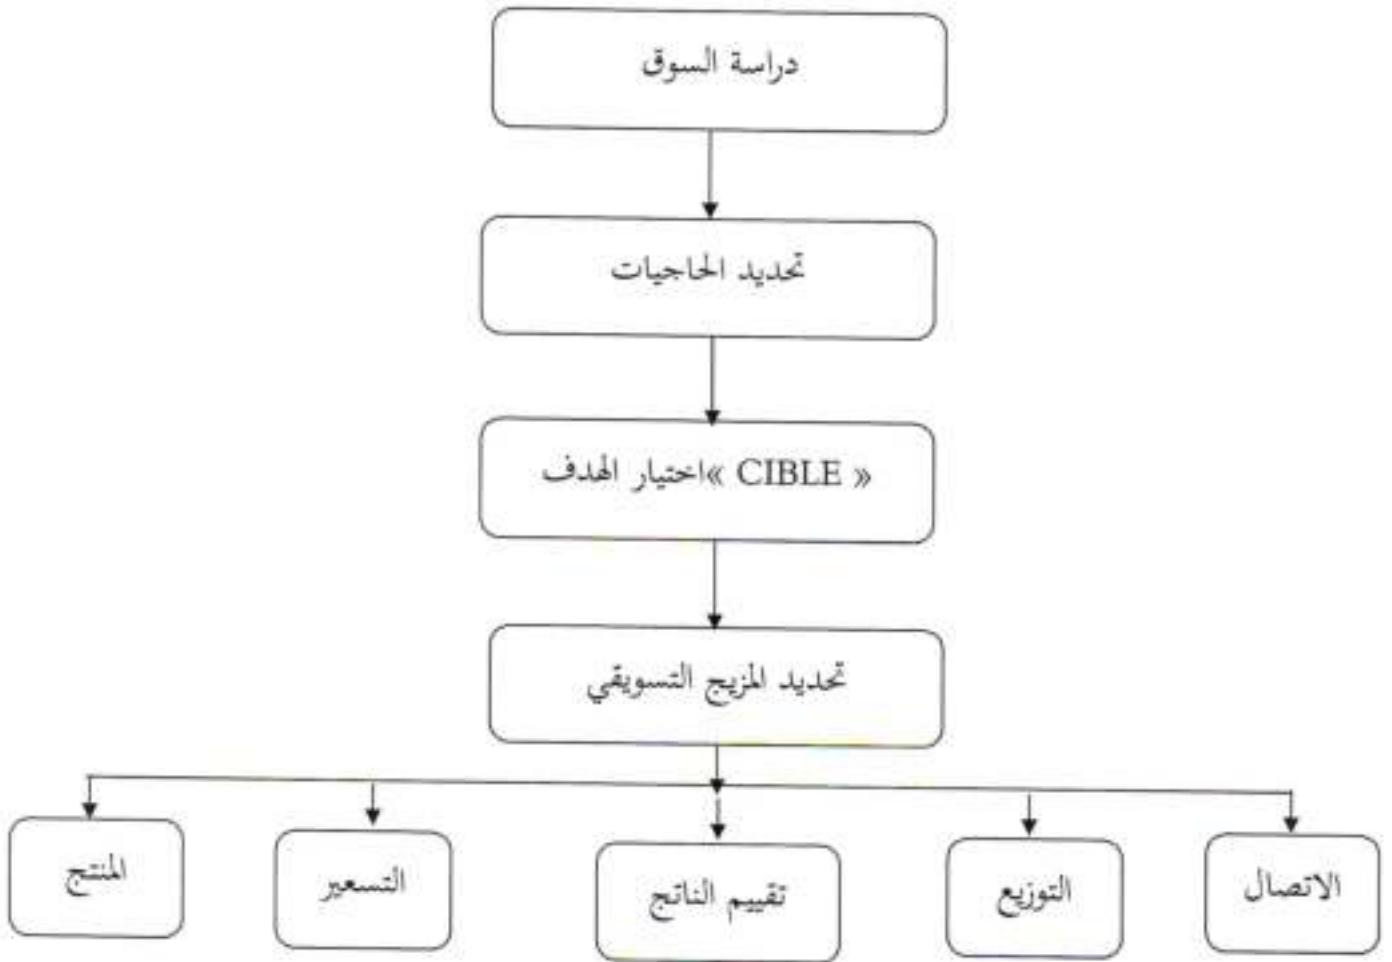 دراسة السوق
تحديد الحاجيات
« CIBLE »اختيار الهدف
تحديد المزيج التسويقي
الاتصال
التوزيع
تقييم الناتج
التسعير
المنتج